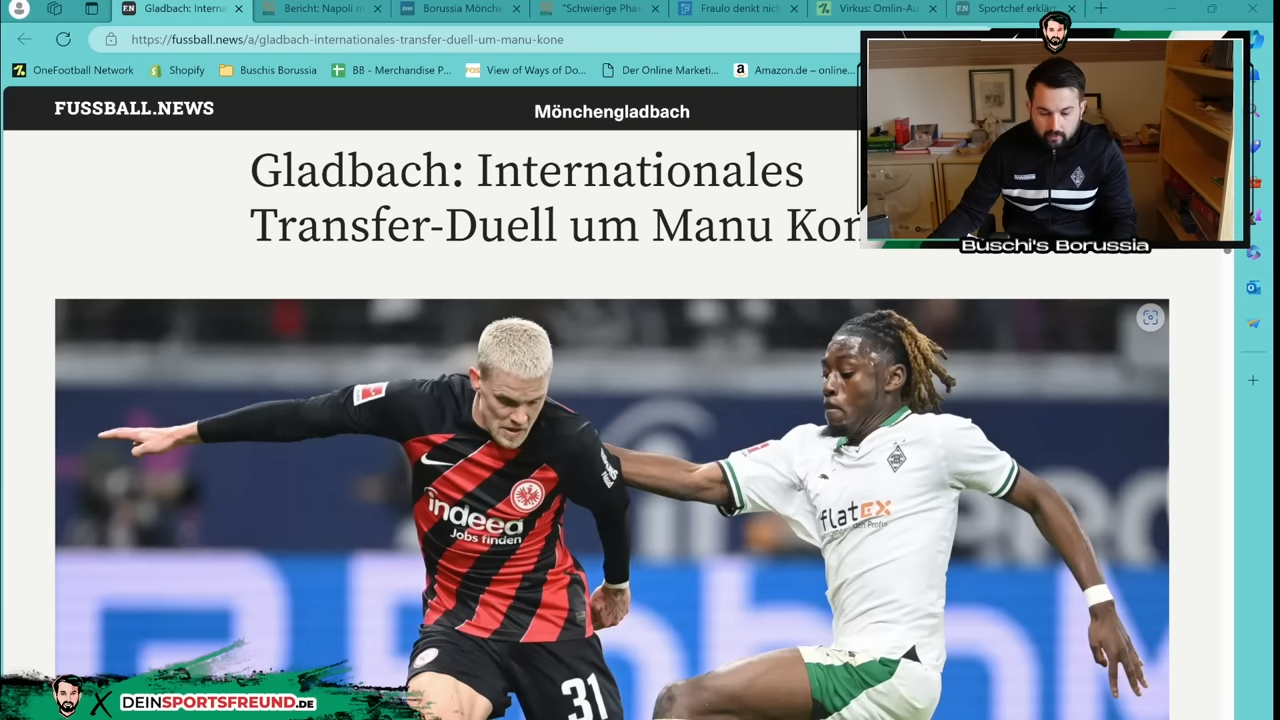 Gladbach: Interna
Bericht: Napoli n
Borussia Mönche
"Schwierige Phas
Fraulo denkt nich
Virkus: Omlin-Au
Sportchef erklärt
https://fussball.news/a/gladbach-internationales-transfer-duell-um-manu-kone
OneFootball Network
Shopify
Buschis Borussia
BB - Merchandise P...
View of Ways of Do...
Der Online Marketi...
Amazon.de – online...
FUSSBALL.NEWS
Mönchengladbach
Gladbach: Internationales
Transfer-Duell um Manu Kon
Buschi's Borussia
indeed
Jobs finden
flatex
31
X DEINSPORTSFREUND.DE